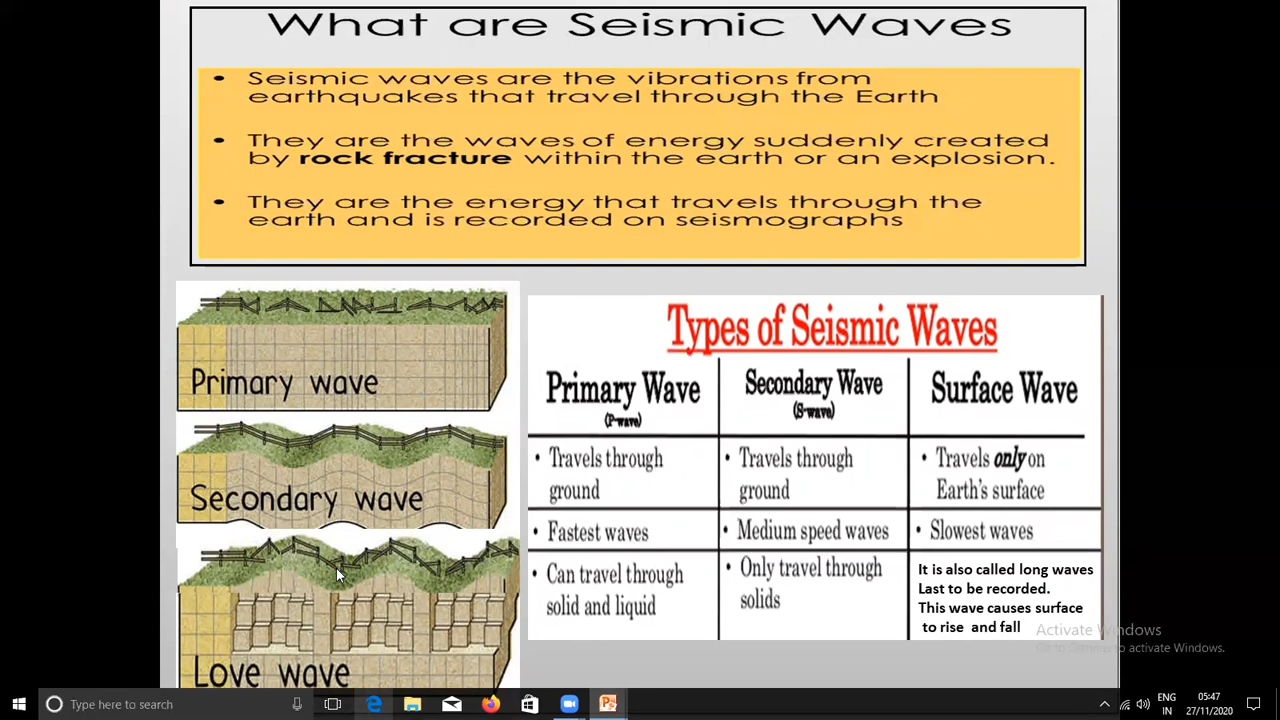 What are Seismic Waves
• Seismic waves are the vibrations from
earthquakes that travel through the Earth
• They are the waves of energy suddenly created
by rock fracture within the earth or an explosion.
• They are the energy that travels through the
earth and is recorded on seismographs
Primary wave
Secondary wave
Love wave
Types of Seismic Waves
Primary Wave
(P-wave)
• Travels through
ground
• Fastest waves
• Can travel through
solid and liquid
Secondary Wave
(S-wave)
• Travels through
ground
• Medium speed waves
• Only travel through
solids
Surface Wave
• Travels only on
Earth's surface
• Slowest waves
It is also called long waves
Last to be recorded.
This wave causes surface
to rise and fall
Activate Windows
Go to Settings to activate Windows.
Type here to search
ENG
IN
05:47
27/11/2020